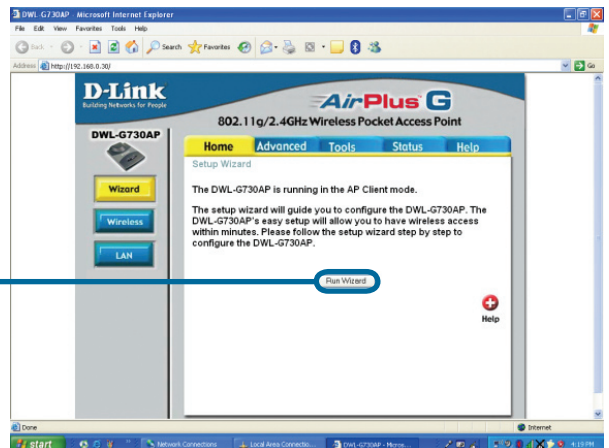 DWL-G730AP - Microsoft Internet Explorer
File Edit View Favorites Tools Help
Back Search Favorites
Address http://192.168.0.30/ Go
D-Link
Building Networks for People
AirPlus G
802.11g/2.4GHz Wireless Pocket Access Point
DWL-G730AP
Home Advanced Tools Status Help
Wizard
Wireless
LAN
Setup Wizard
The DWL-G730AP is running in the AP Client mode.
The setup wizard will guide you to configure the DWL-G730AP. The
DWL-G730AP's easy setup will allow you to have wireless access
within minutes. Please follow the setup wizard step by step to
configure the DWL-G730AP.
Run Wizard
Help
Done Internet
start Network Connections Local Area Connectio... DWL-G730AP - Micros... 4:19 PM